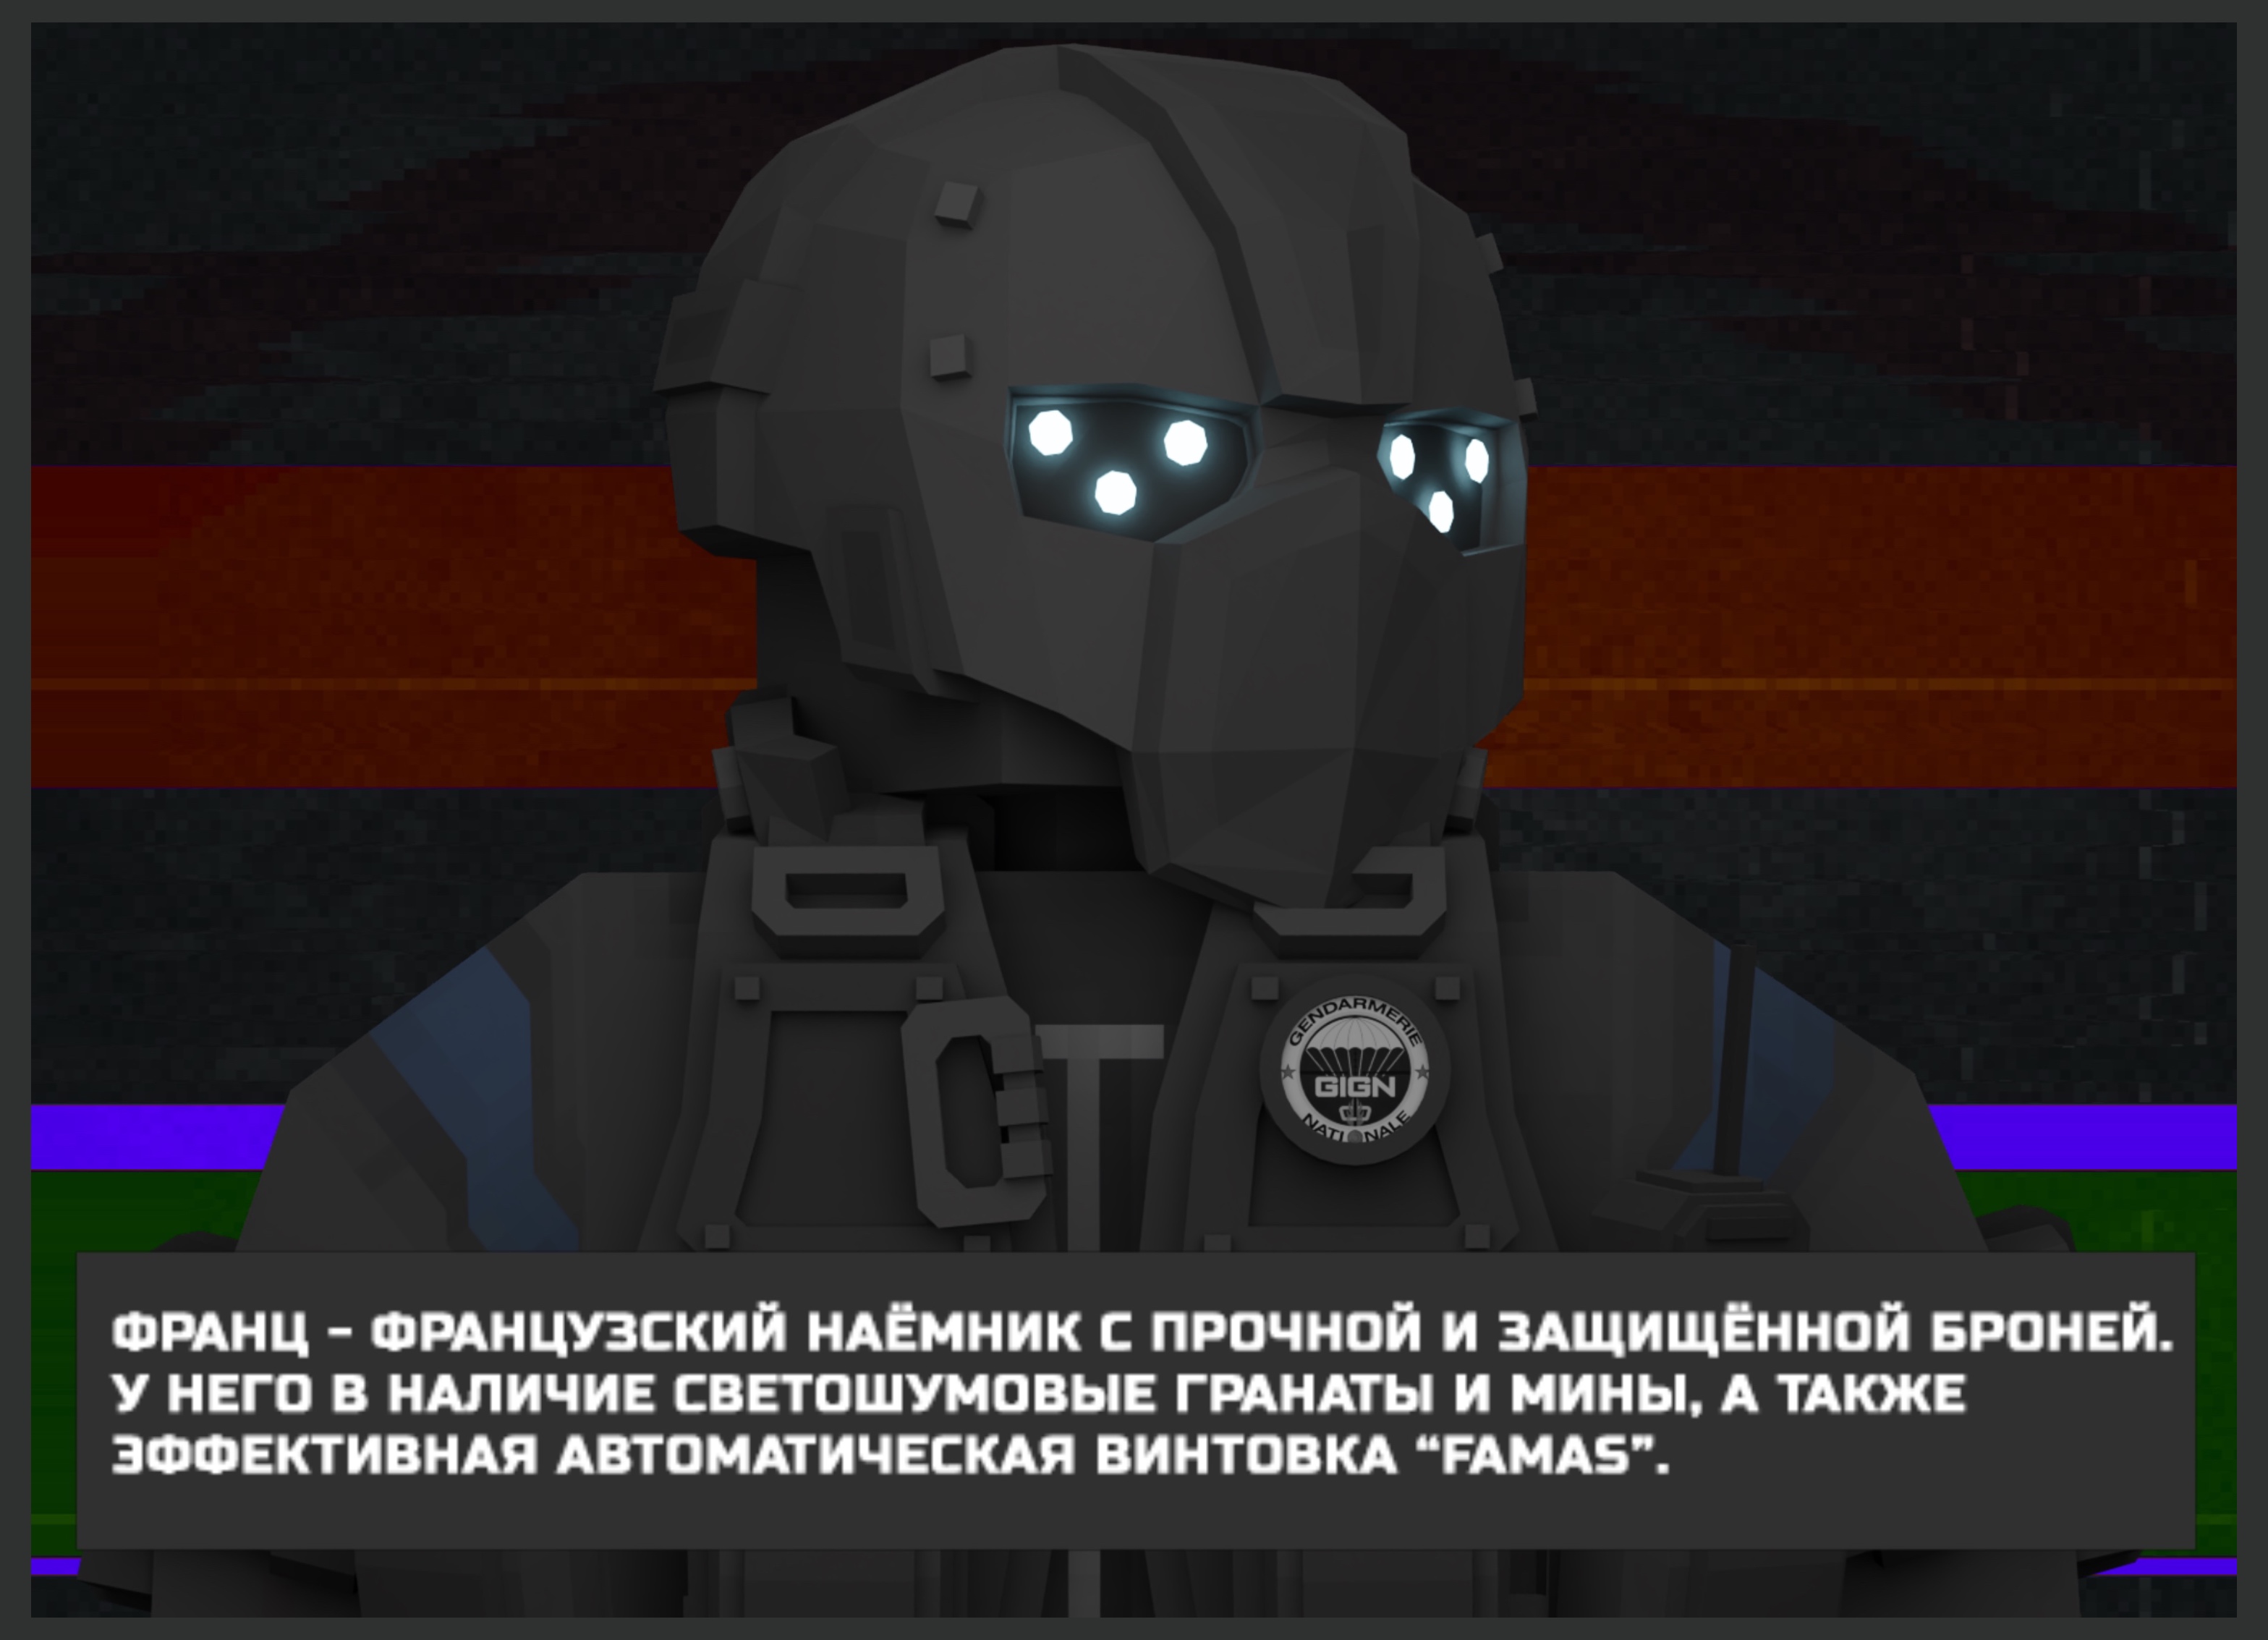 GENDARMERIE
GIGN
NATIONALE
ФРАНЦ - ФРАНЦУЗСКИЙ НАЁМНИК С ПРОЧНОЙ И ЗАЩИЩЁННОЙ БРОНЕЙ.
У НЕГО В НАЛИЧИЕ СВЕТОШУМОВЫЕ ГРАНАТЫ И МИНЫ, А ТАКЖЕ
ЭФФЕКТИВНАЯ АВТОМАТИЧЕСКАЯ ВИНТОВКА “FAMAS”.